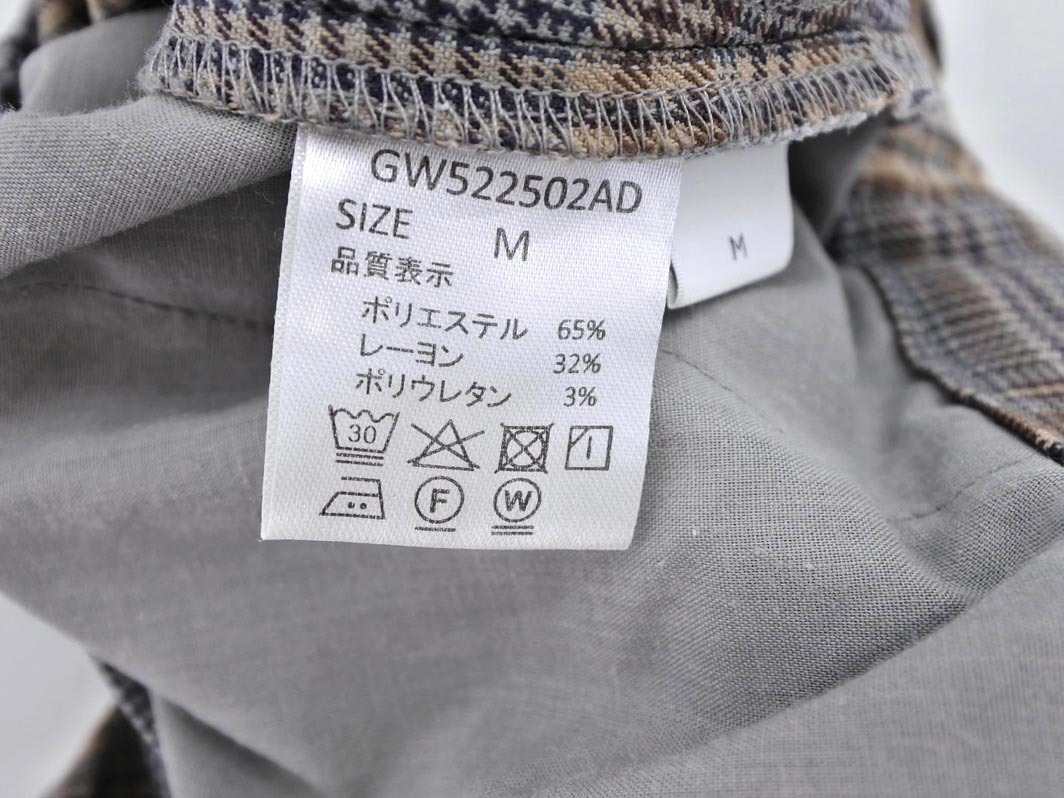 GW522502AD
SIZE M
品質表示
ポリエステル 65%
レーヨン 32%
ポリウレタン 3%
30
F W
M